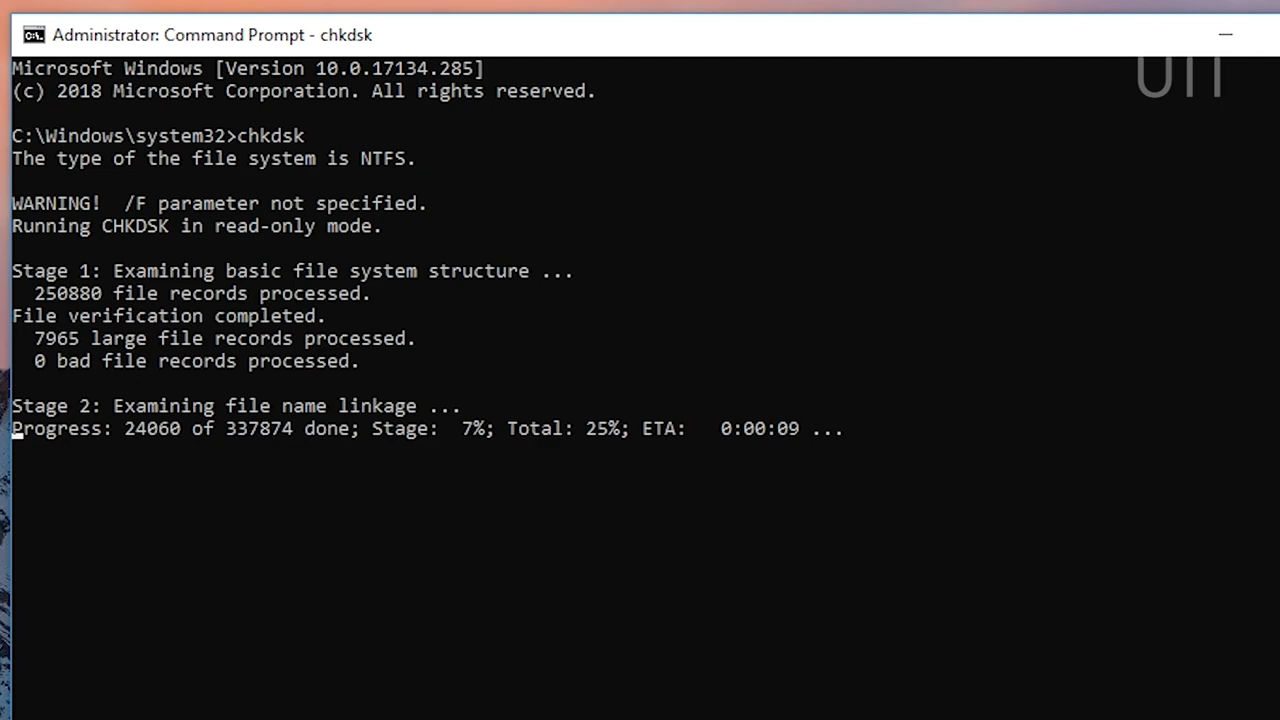 Administrator: Command Prompt - chkdsk
Microsoft Windows [Version 10.0.17134.285]
(c) 2018 Microsoft Corporation. All rights reserved.
C:\Windows\system32>chkdsk
The type of the file system is NTFS.
WARNING!  /F parameter not specified.
Running CHKDSK in read-only mode.
Stage 1: Examining basic file system structure ...
  250880 file records processed.
File verification completed.
  7965 large file records processed.
  0 bad file records processed.
Stage 2: Examining file name linkage ...
Progress: 24060 of 337874 done; Stage:  7%; Total: 25%; ETA:   0:00:09 ...